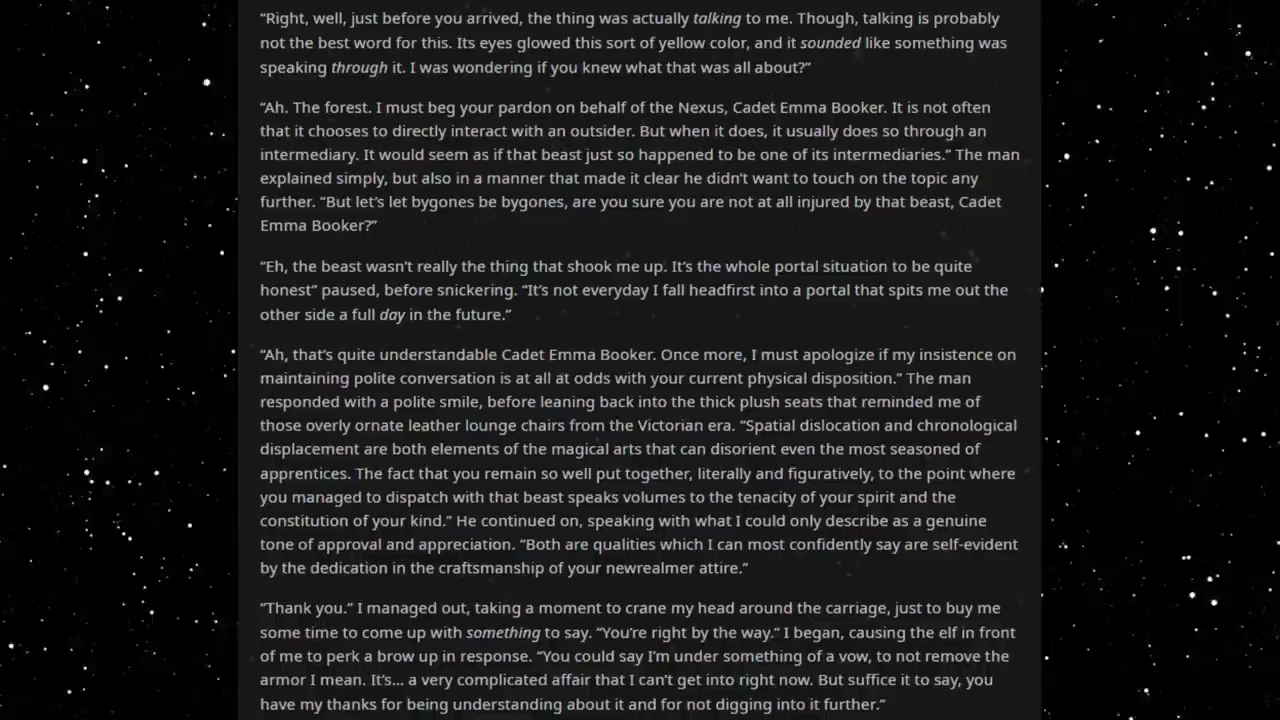 “Right, well, just before you arrived, the thing was actually talking to me. Though, talking is probably
not the best word for this. Its eyes glowed this sort of yellow color, and it sounded like something was
speaking through it. I was wondering if you knew what that was all about?”
“Ah. The forest. I must beg your pardon on behalf of the Nexus, Cadet Emma Booker. It is not often
that it chooses to directly interact with an outsider. But when it does, it usually does so through an
intermediary. It would seem as if that beast just so happened to be one of its intermediaries.” The man
explained simply, but also in a manner that made it clear he didn’t want to touch on the topic any
further. “But let’s let bygones be bygones, are you sure you are not at all injured by that beast, Cadet
Emma Booker?”
“Eh, the beast wasn’t really the thing that shook me up. It’s the whole portal situation to be quite
honest” paused, before snickering. “It’s not everyday I fall headfirst into a portal that spits me out the
other side a full day in the future.”
“Ah, that’s quite understandable Cadet Emma Booker. Once more, I must apologize if my insistence on
maintaining polite conversation is at all at odds with your current physical disposition.” The man
responded with a polite smile, before leaning back into the thick plush seats that reminded me of
those overly ornate leather lounge chairs from the Victorian era. “Spatial dislocation and chronological
displacement are both elements of the magical arts that can disorient even the most seasoned of
apprentices. The fact that you remain so well put together, literally and figuratively, to the point where
you managed to dispatch with that beast speaks volumes to the tenacity of your spirit and the
constitution of your kind.” He continued on, speaking with what I could only describe as a genuine
tone of approval and appreciation. “Both are qualities which I can most confidently say are self-evident
by the dedication in the craftsmanship of your newrealmer attire.”
“Thank you.” I managed out, taking a moment to crane my head around the carriage, just to buy me
some time to come up with something to say. “You’re right by the way.” I began, causing the elf in front
of me to perk a brow up in response. “You could say I’m under something of a vow, to not remove the
armor I mean. It’s… a very complicated affair that I can’t get into right now. But suffice it to say, you
have my thanks for being understanding about it and for not digging into it further.”